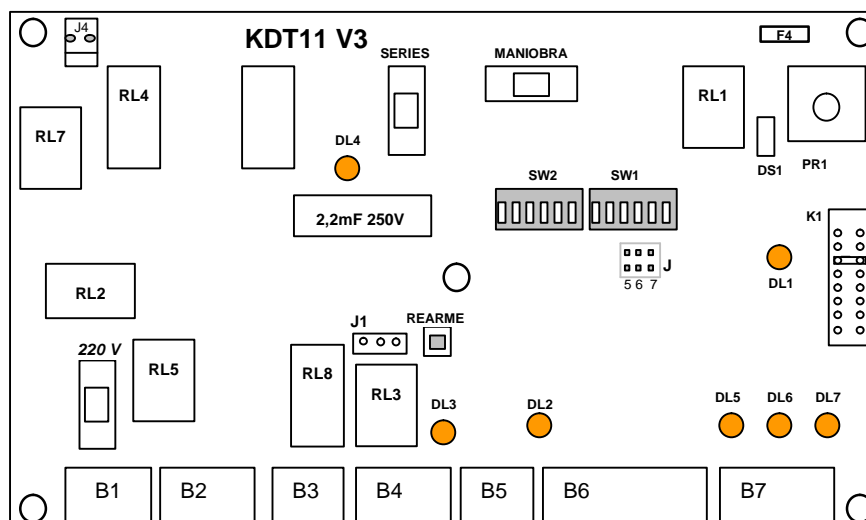 J4
KDT11 V3
F4
SERIES
MANIOBRA
RL4
RL1
RL7
DL4
DS1
PR1
SW2
SW1
2,2mF 250V
K1
J
5 6 7
DL1
RL2
J1
REARME
220 V
RL5
RL8
RL3
DL3
DL2
DL5
DL6
DL7
B1
B2
B3
B4
B5
B6
B7